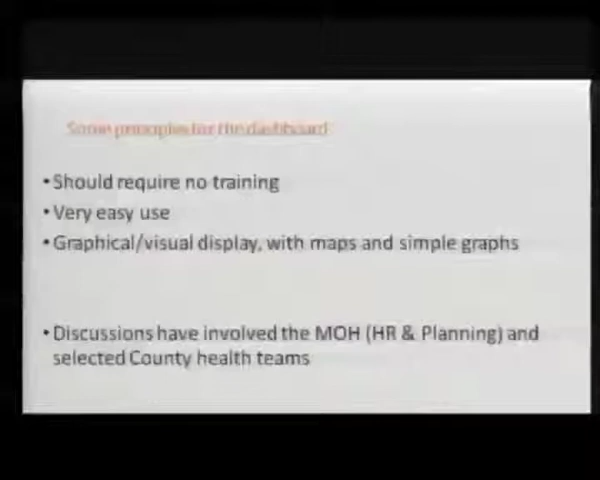 Some principles for the dashboard
•Should require no training
•Very easy use
•Graphical/visual display, with maps and simple graphs
•Discussions have involved the MOH (HR & Planning) and
selected County health teams